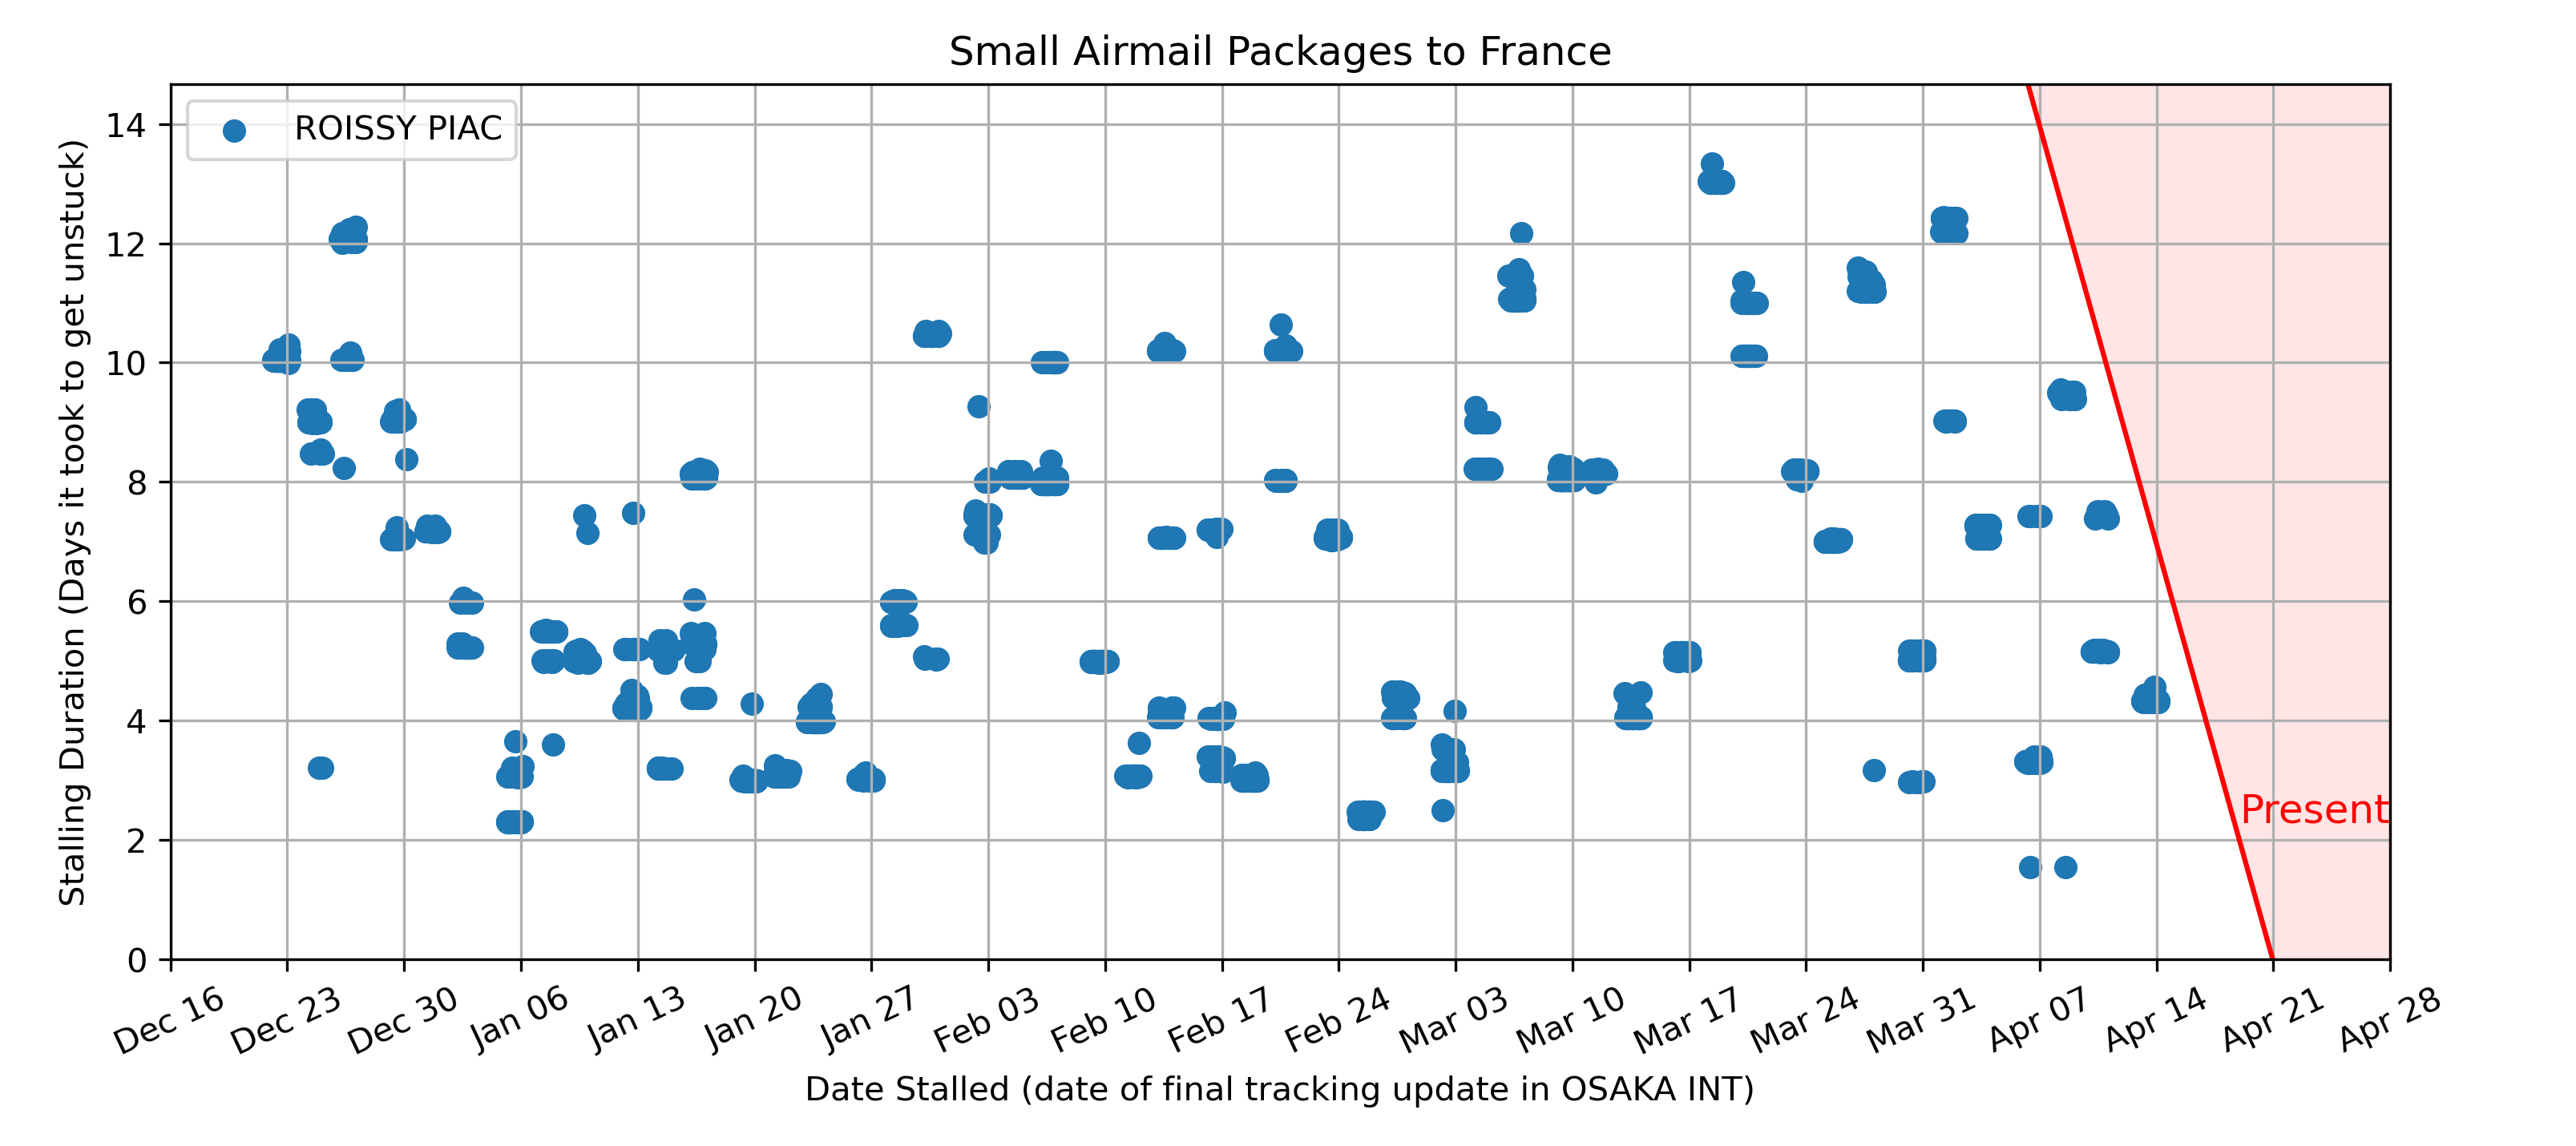 Small Airmail Packages to France
ROISSY PIAC
Stalling Duration (Days it took to get unstuck)
14
12
10
8
6
4
2
0
Present
Dec 16
Dec 23
Dec 30
Jan 06
Jan 13
Jan 20
Jan 27
Feb 03
Feb 10
Feb 17
Feb 24
Mar 03
Mar 10
Mar 17
Mar 24
Mar 31
Apr 07
Apr 14
Apr 21
Apr 28
Date Stalled (date of final tracking update in OSAKA INT)